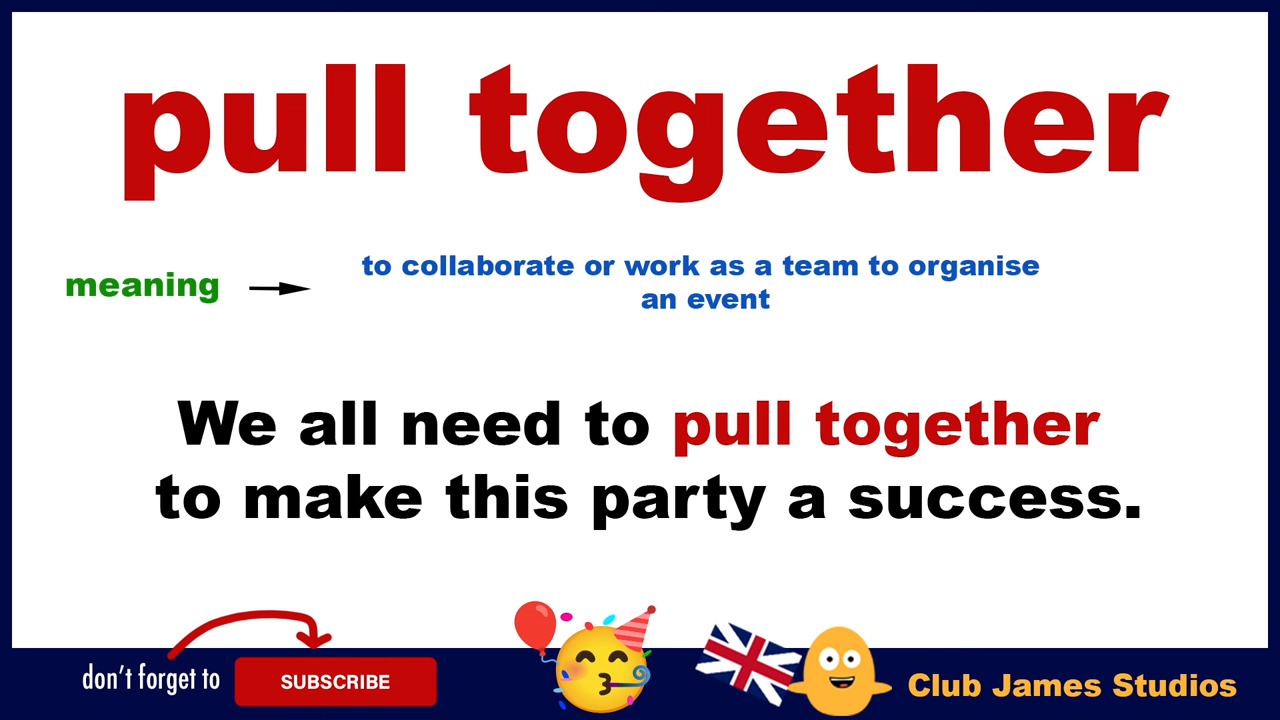 pull together
meaning
to collaborate or work as a team to organise
an event
We all need to pull together
to make this party a success.
don't forget to
SUBSCRIBE
Club James Studios